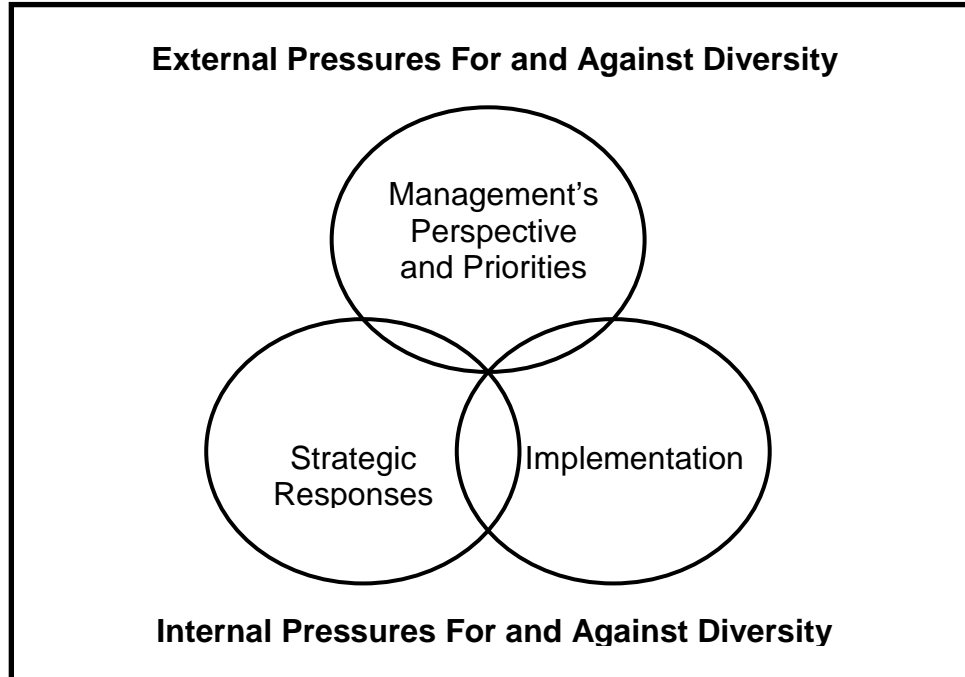 External Pressures For and Against Diversity
Management’s
Perspective
and Priorities
Strategic
Responses
Implementation
Internal Pressures For and Against Diversity